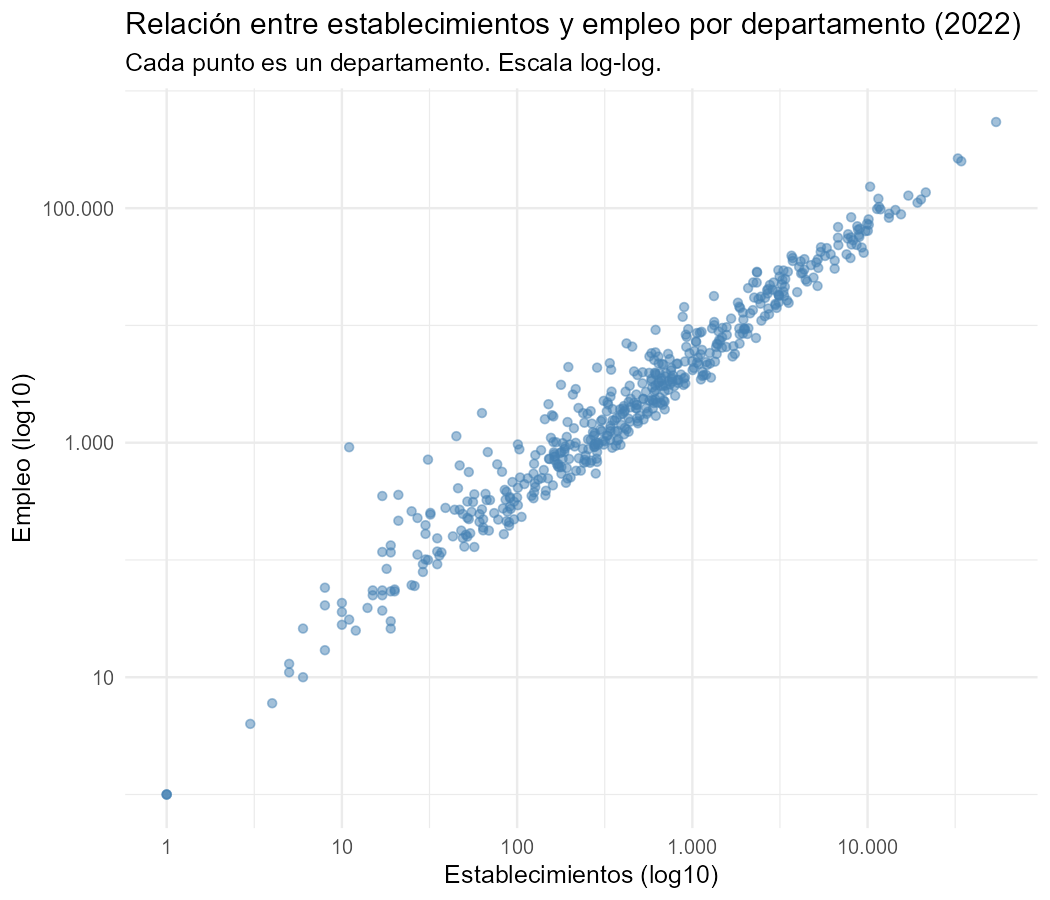 Relación entre establecimientos y empleo por departamento (2022)
Cada punto es un departamento. Escala log-log.
Empleo (log10)
100.000
1.000
10
1
10
100
1.000
10.000
Establecimientos (log10)